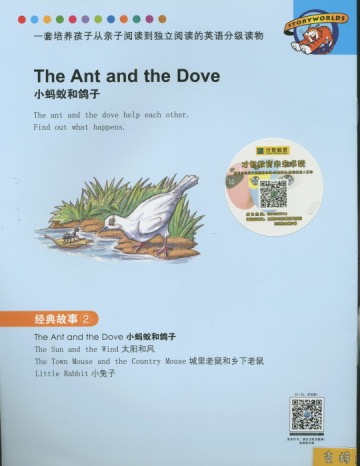 一套培养孩子从亲子阅读到独立阅读的英语分级读物
STORYWORLDS
The Ant and the Dove
小蚂蚁和鸽子
The ant and the dove help each other.
Find out what happens.
经典故事 2
The Ant and the Dove 小蚂蚁和鸽子
The Sun and the Wind 太阳和风
The Town Mouse and the Country Mouse 城里老鼠和乡下老鼠
Little Rabbit 小兔子